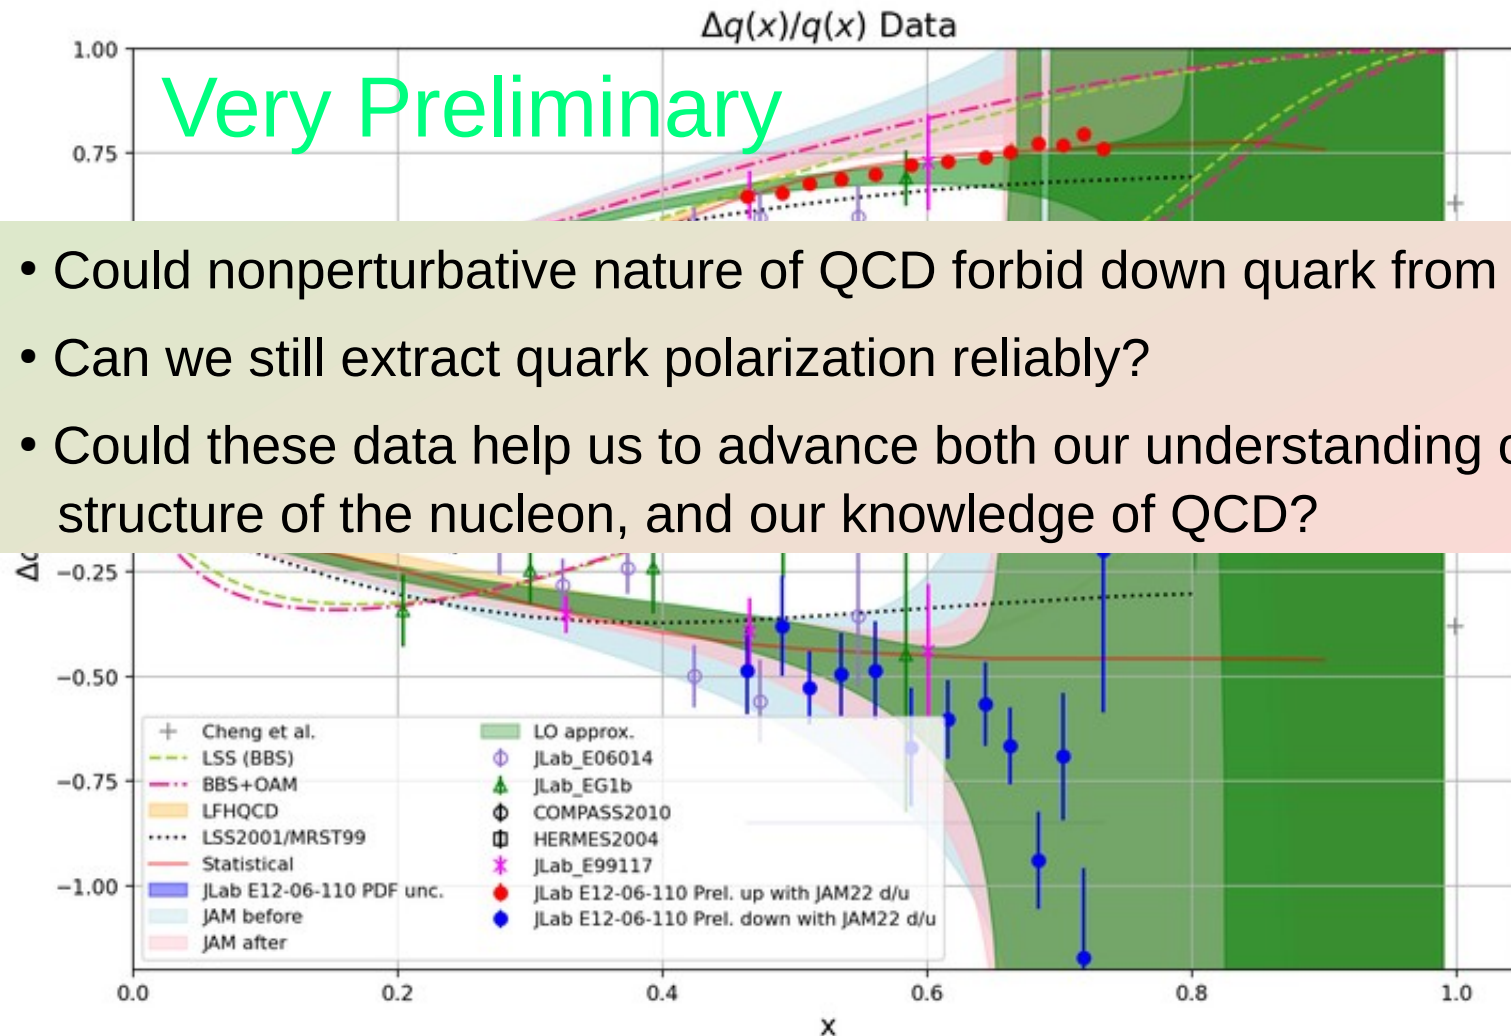 Δq(x)/q(x) Data
Very Preliminary
1.00
0.75
• Could nonperturbative nature of QCD forbid down quark from
• Can we still extract quark polarization reliably?
• Could these data help us to advance both our understanding
structure of the nucleon, and our knowledge of QCD?
−0.25
−0.50
−0.75
−1.00
Cheng et al.
LSS (BBS)
BBS+OAM
LFHQCD
LSS2001/MRST99
Statistical
JLab E12-06-110 PDF unc.
JAM before
JAM after
LO approx.
JLab_E06014
JLab_EG1b
COMPASS2010
HERMES2004
JLab_E99117
JLab E12-06-110 Prel. up with JAM22 d/u
JLab E12-06-110 Prel. down with JAM22 d/u
0.0 0.2 0.4 0.6 0.8 1.0
x